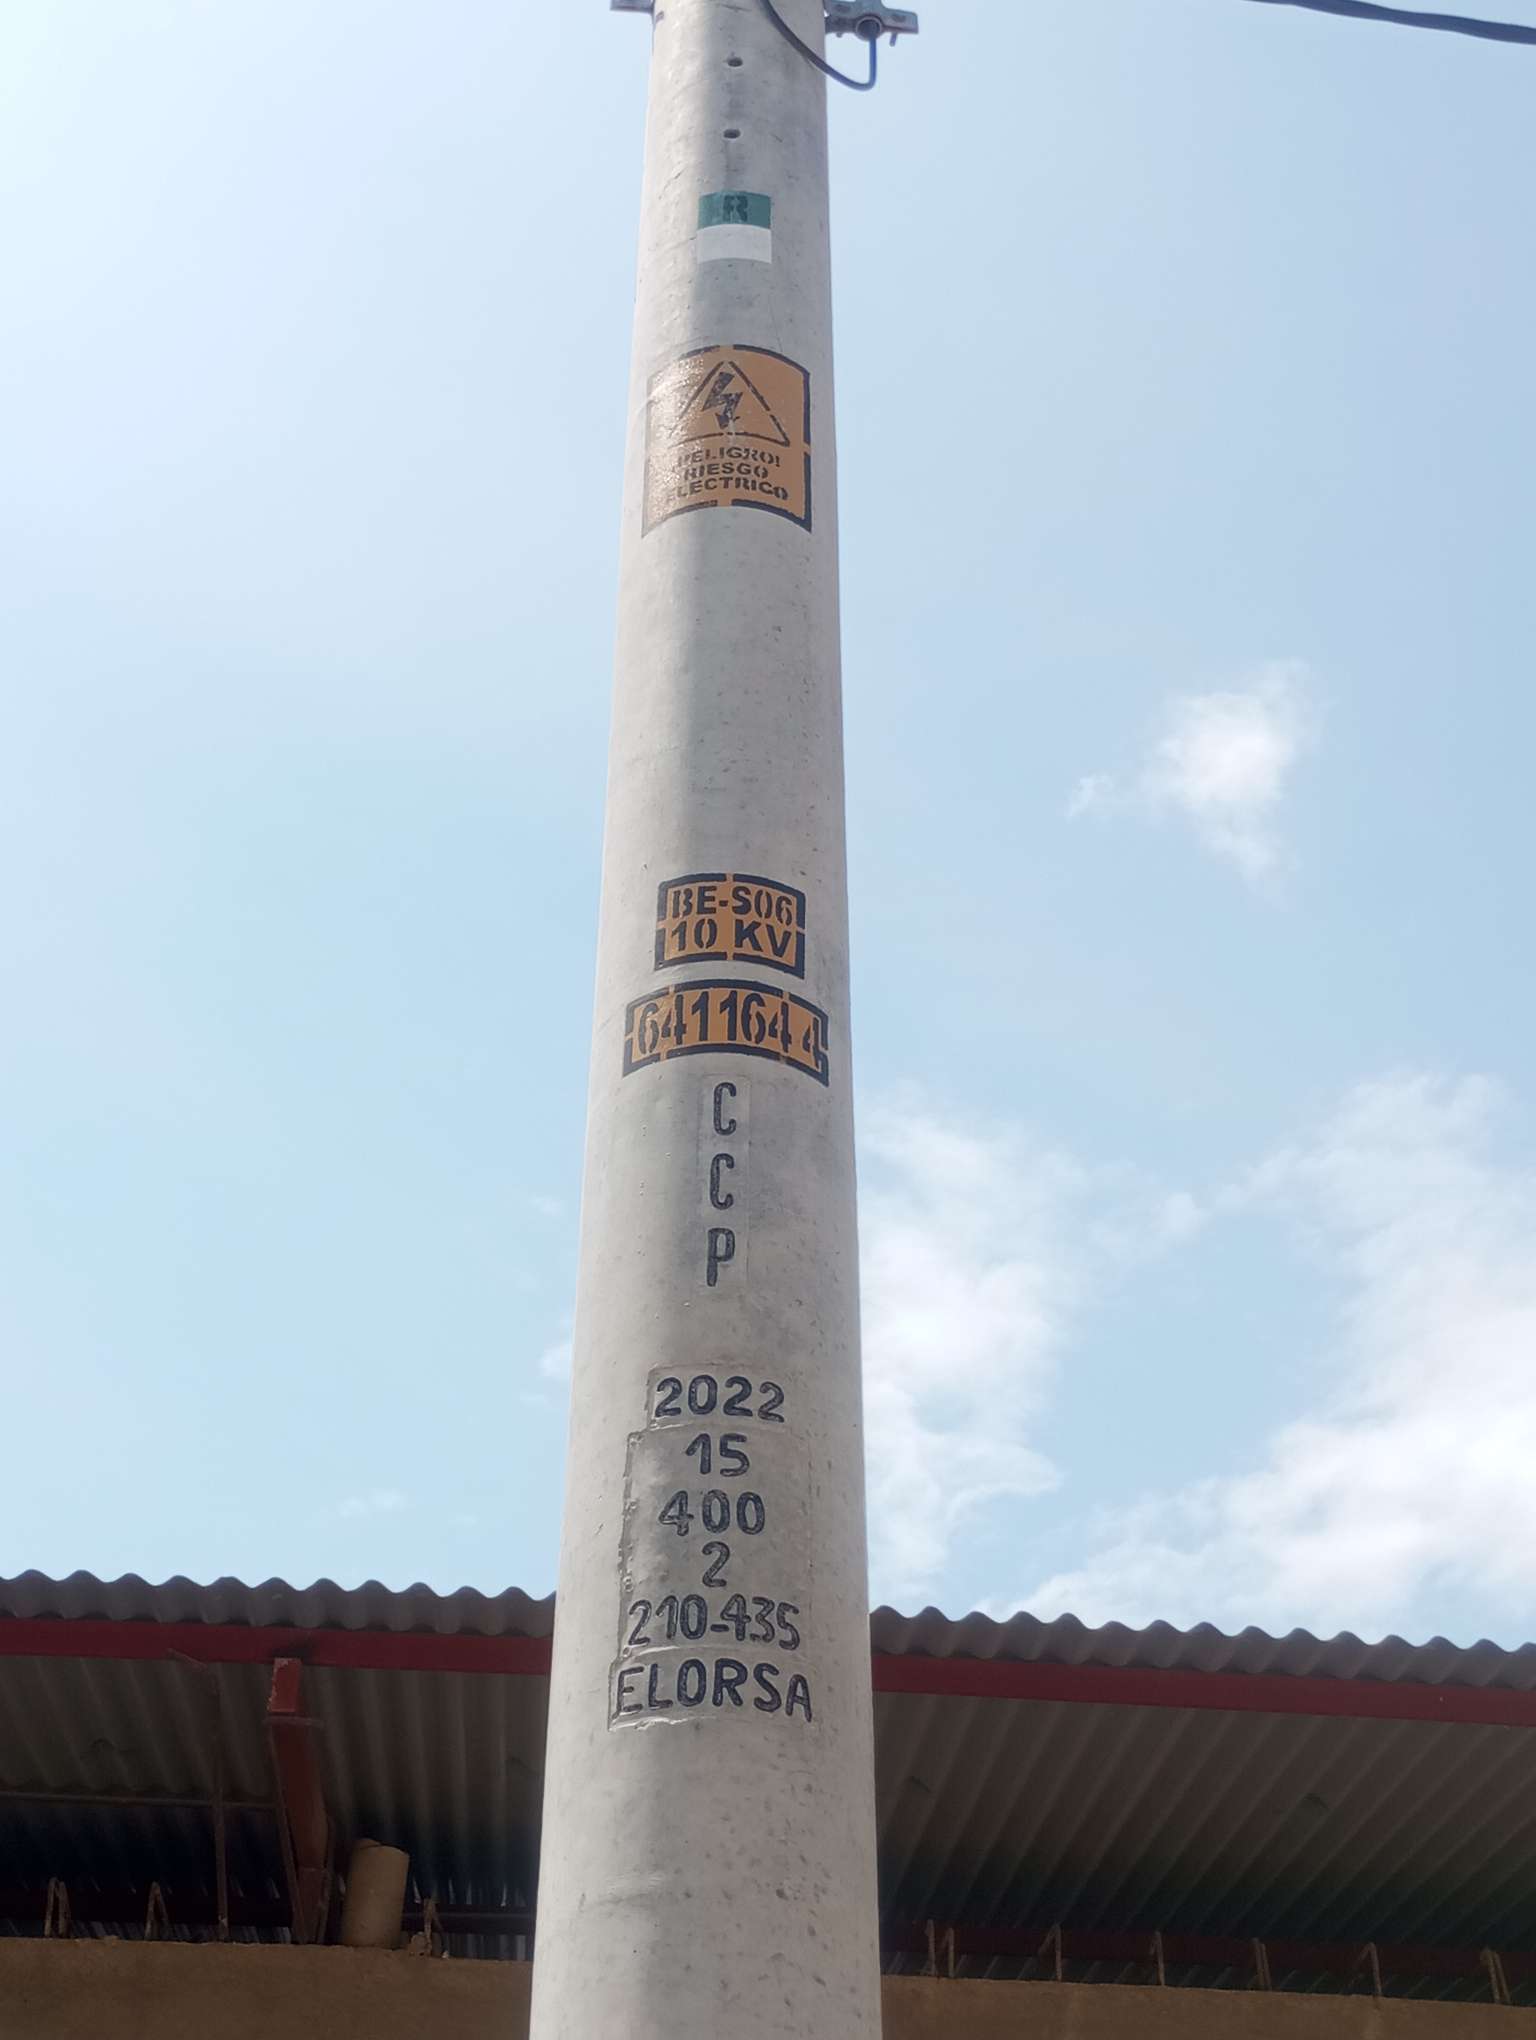 R
¡PELIGRO!
RIESGO
ELECTRICO
BE-S06
10 KV
6411644
C
C
P
2022
15
400
2
210-435
ELORSA